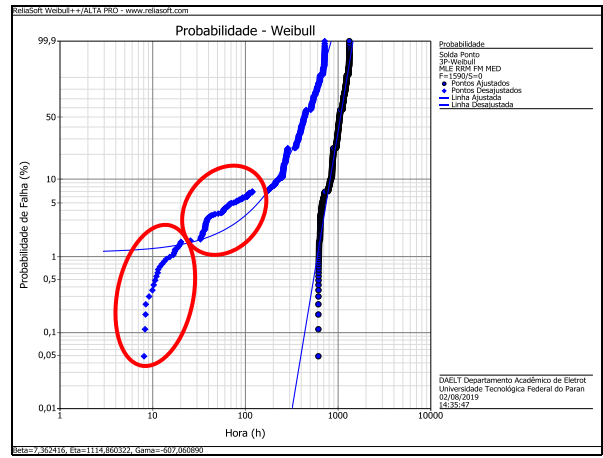 ReliaSoft Weibull++/ALTA PRO - www.reliasoft.com
Probabilidade - Weibull
Probabilidade
Solda Ponto
3P-Weibull
MLE RRM FM MED
F=1590/S=0
Pontos Ajustados
Pontos Desajustados
Linha Ajustada
Linha Desajustada
Probabilidade de Falha (%)
99,9
50
10
5
1
0,5
0,1
0,05
0,01
1
10
100
1000
10000
Hora (h)
DAELT Departamento Acadêmico de Eletrot
Universidade Tecnológica Federal do Paran
02/08/2019
14:35:47
Beta=7,362416, Eta=1114,860322, Gama=-607,060890